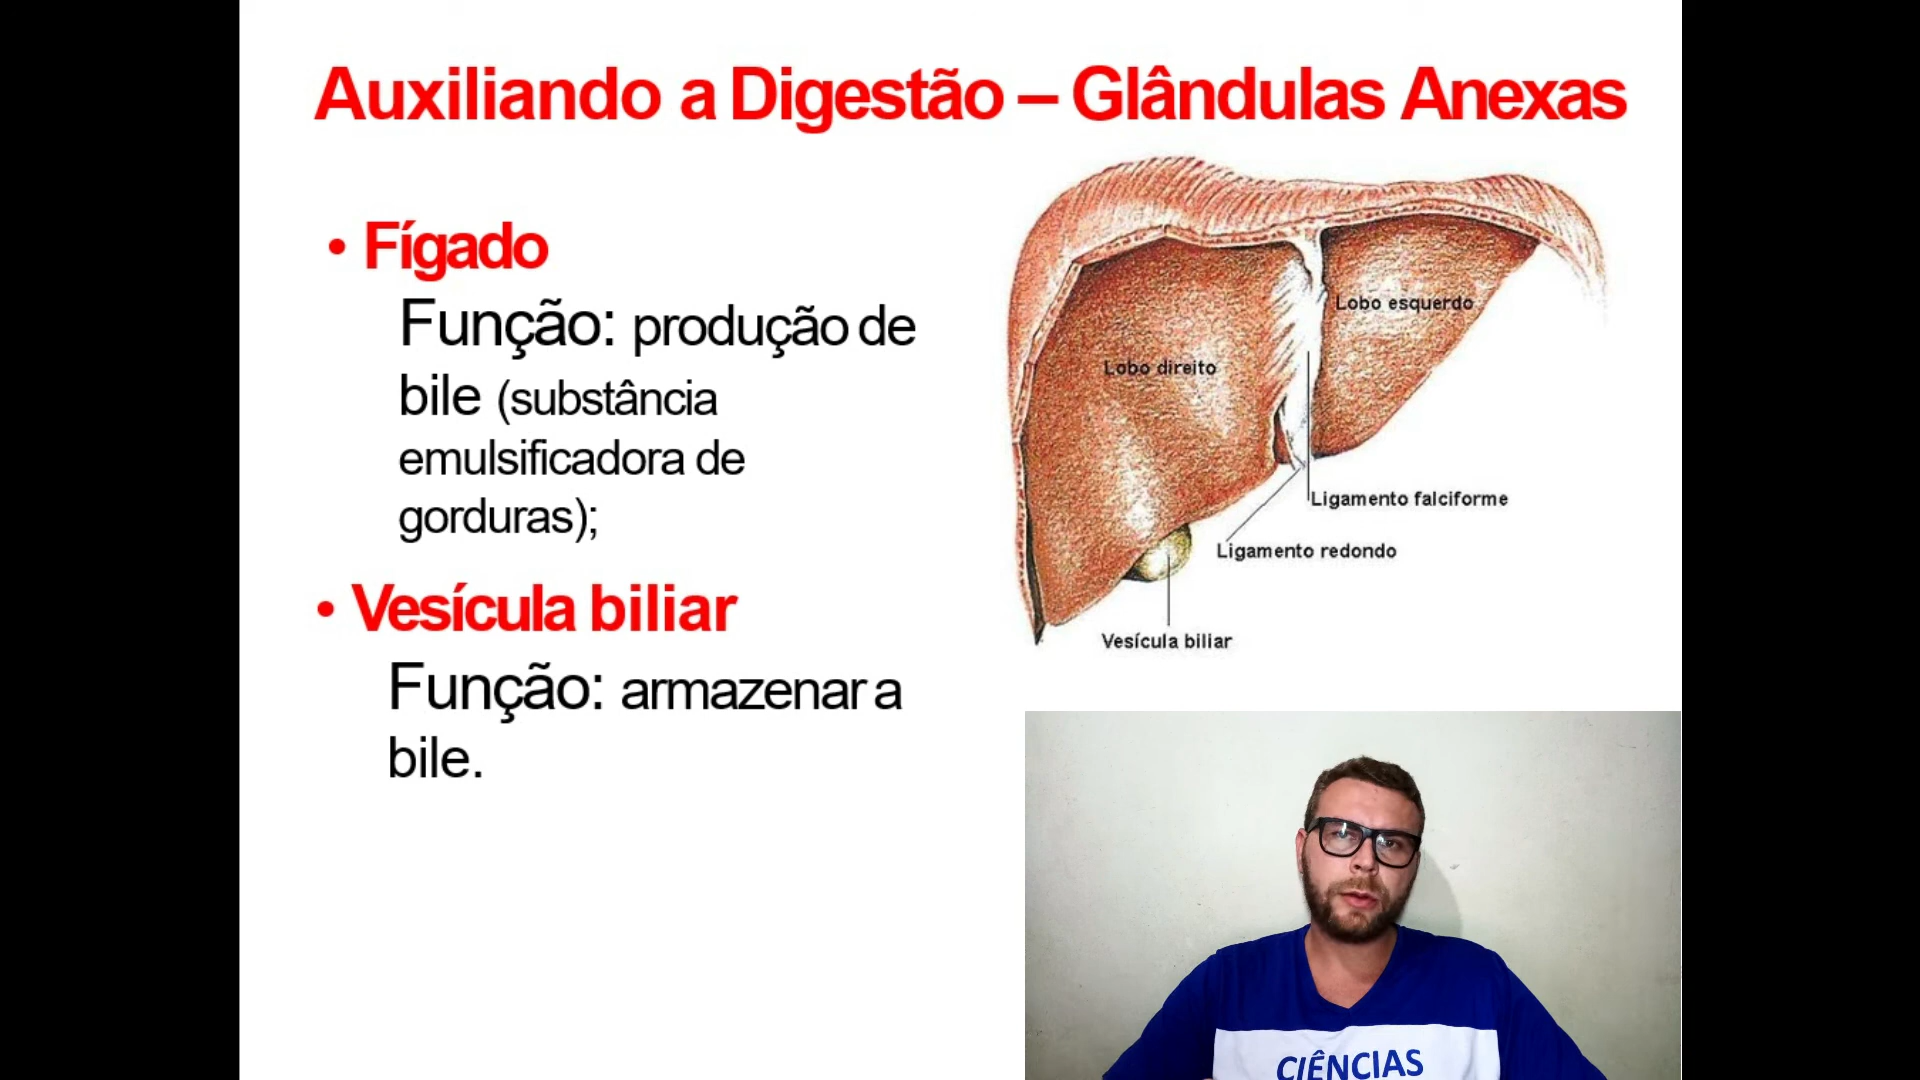 Auxiliando a Digestão – Glândulas Anexas
• Fígado
Função: produção de
bile (substância
emulsificadora de
gorduras);
• Vesícula biliar
Função: armazenar a
bile.
Lobo esquerdo
Lobo direito
Ligamento falciforme
Ligamento redondo
Vesícula biliar
CIÊNCIAS